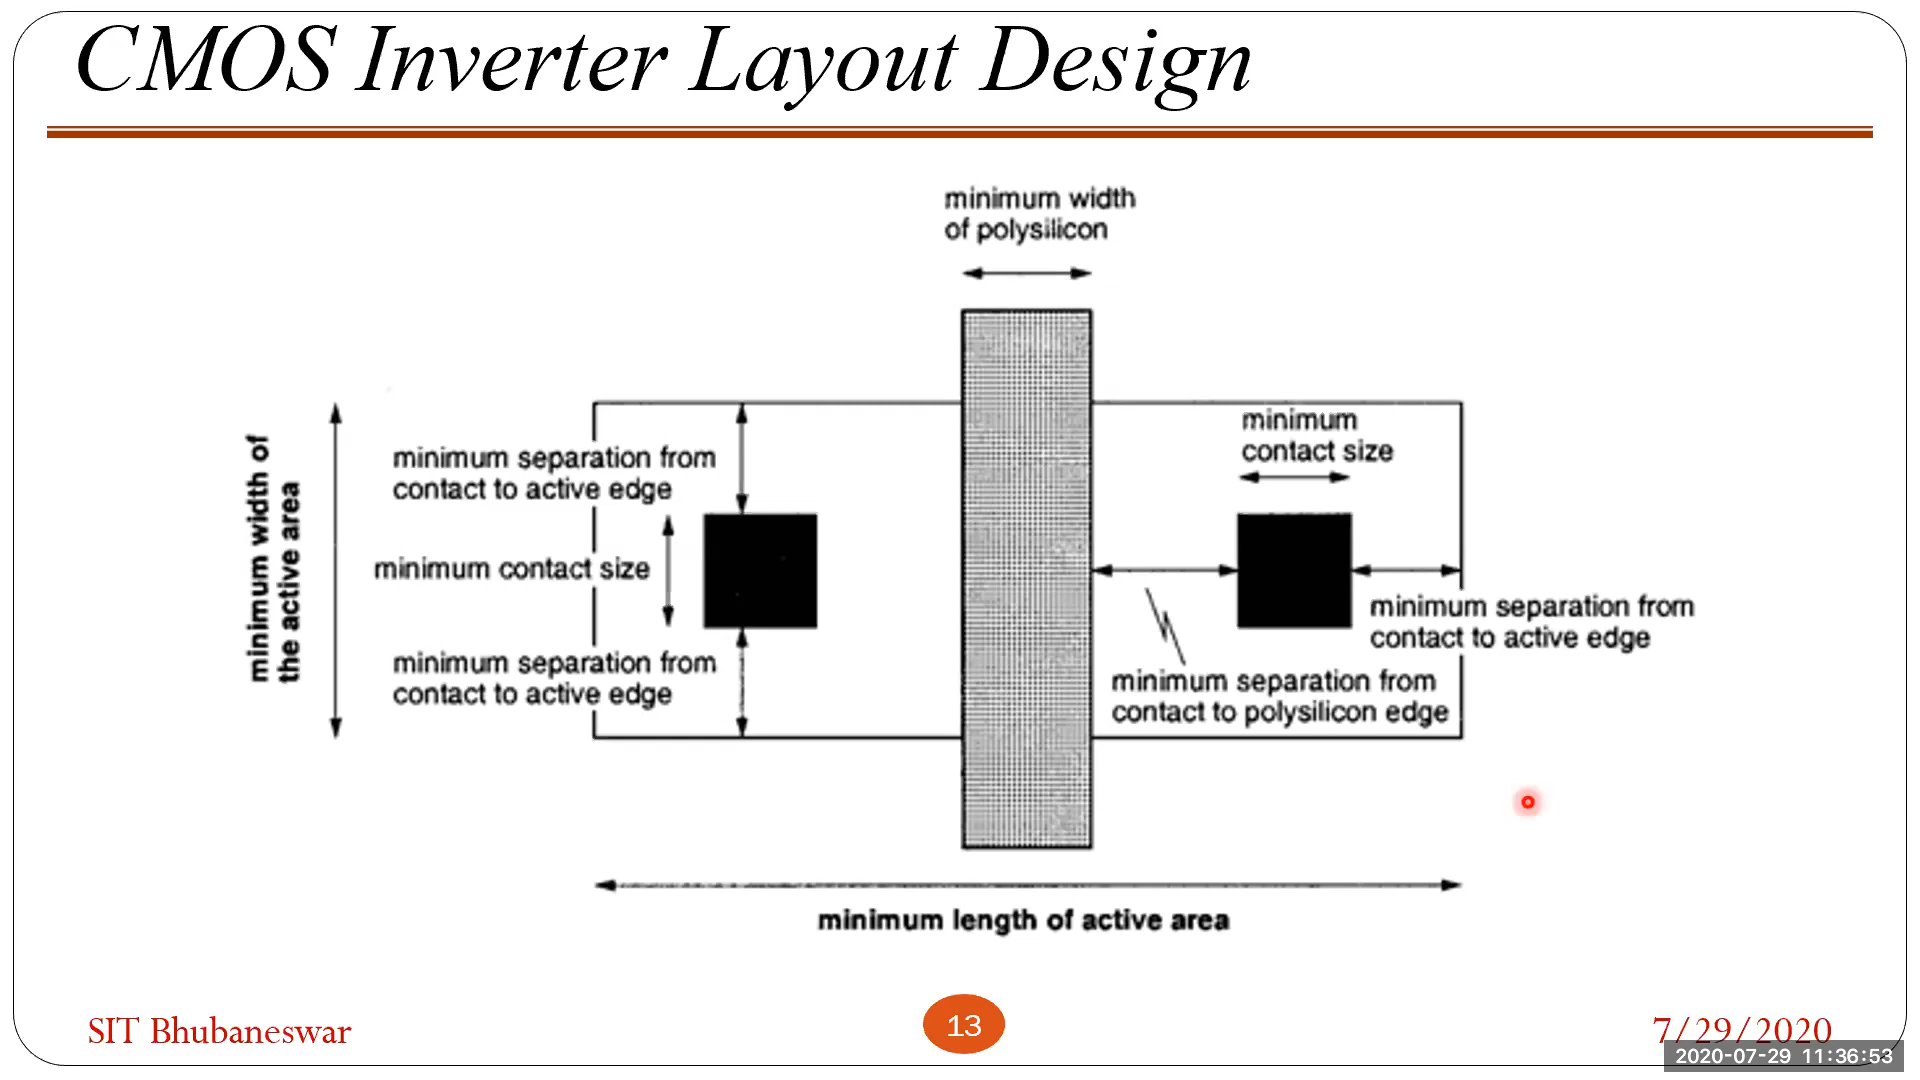 CMOS Inverter Layout Design
minimum width
of polysilicon
minimum
contact size
minimum separation from
contact to active edge
minimum width of
the active area
minimum contact size
minimum separation from
contact to active edge
minimum separation from
contact to active edge
minimum separation from
contact to polysilicon edge
minimum length of active area
SIT Bhubaneswar
13
7/29/2020
2020-07-29 11:36:53